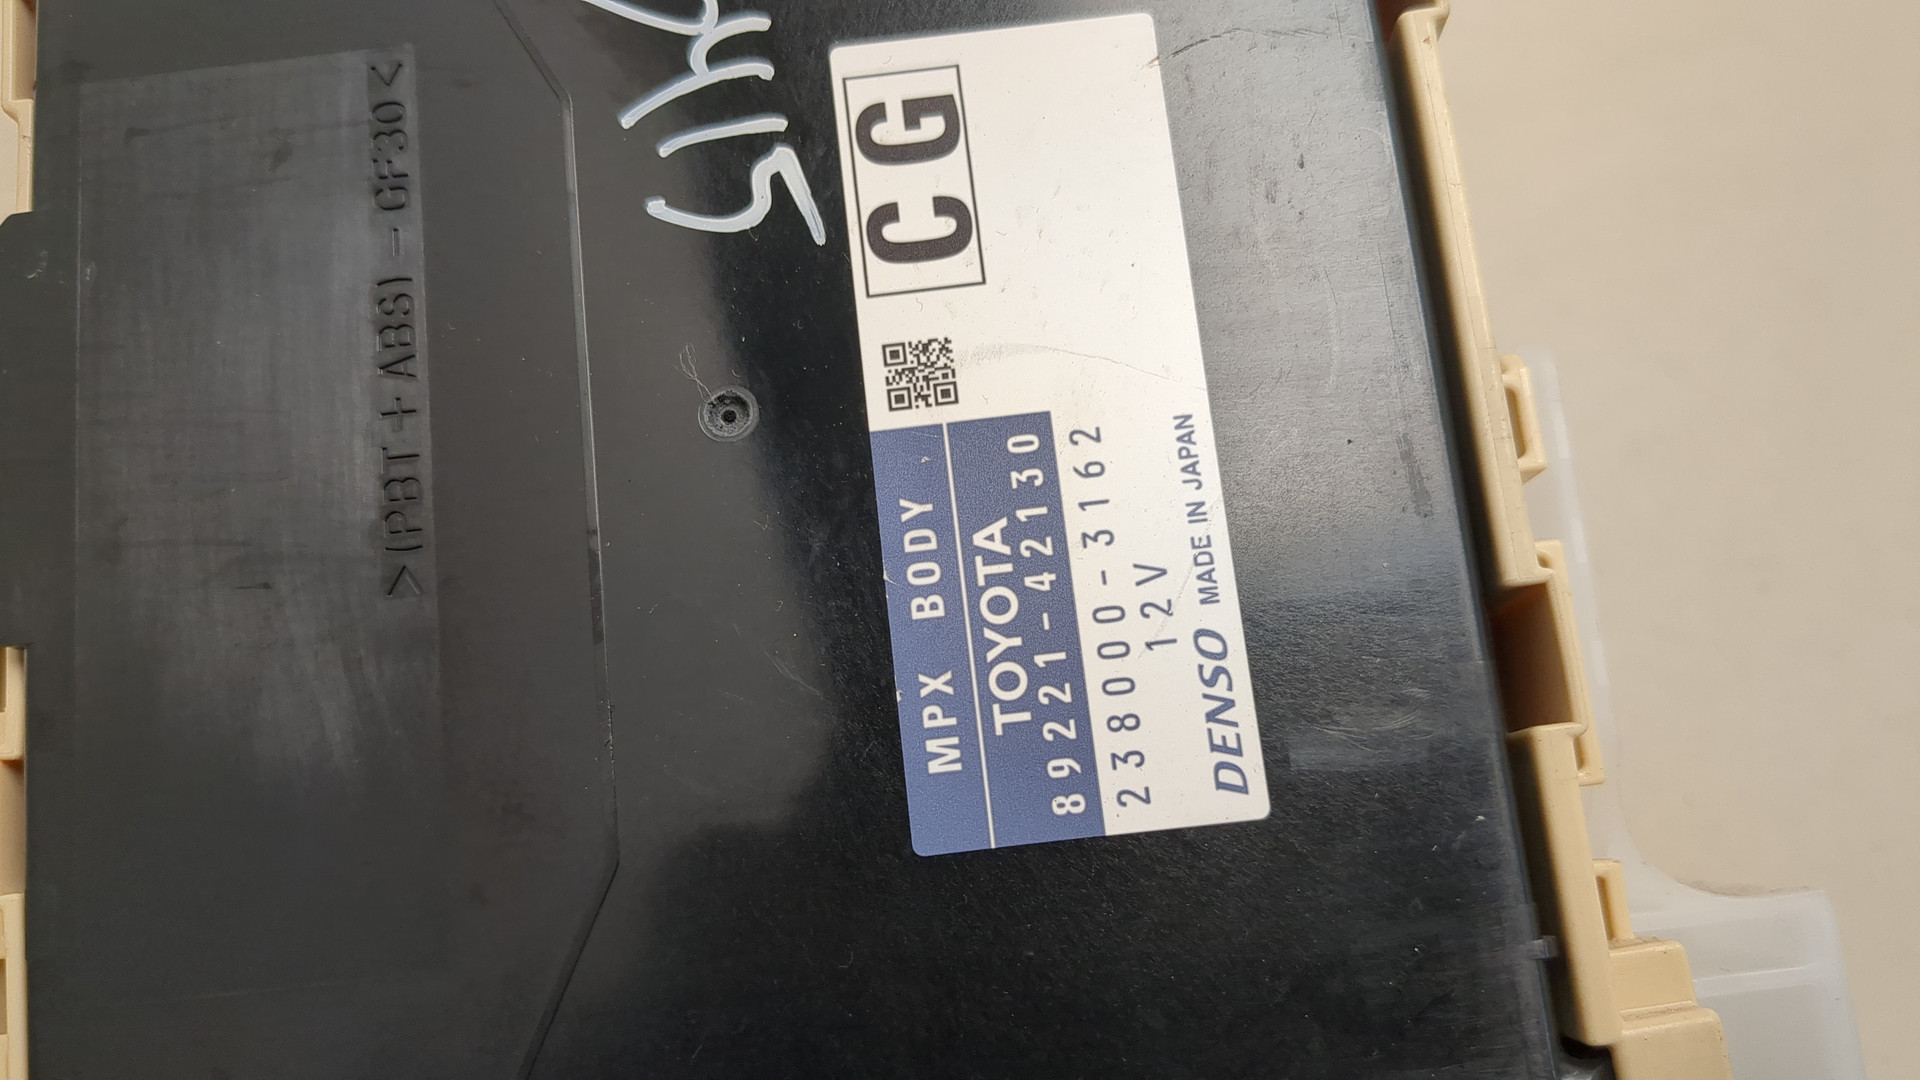 >(PBT+ABS)-GF30<
MPX BODY
CG
TOYOTA
89221-42130
238000-3162
12V
DENSO MADE IN JAPAN